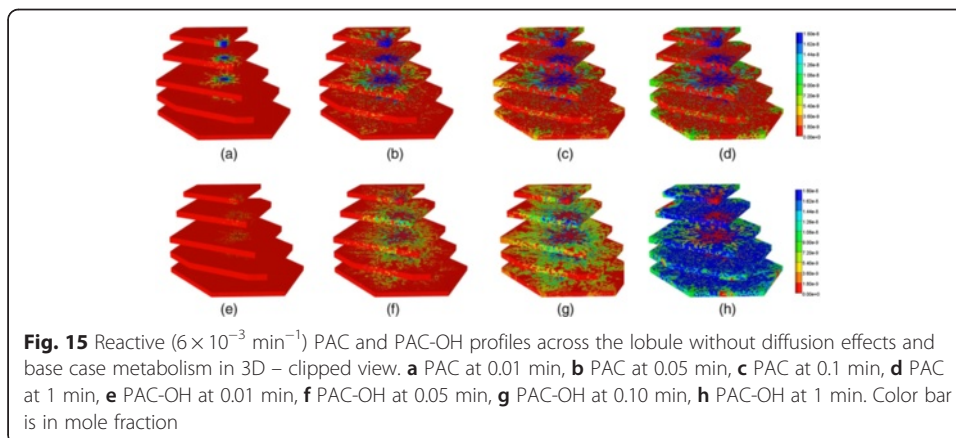 (a)
(b)
(c)
(d)
(e)
(f)
(g)
(h)
Fig. 15 Reactive (6 × 10⁻³ min⁻¹) PAC and PAC-OH profiles across the lobule without diffusion effects and
base case metabolism in 3D – clipped view. a PAC at 0.01 min, b PAC at 0.05 min, c PAC at 0.1 min, d PAC
at 1 min, e PAC-OH at 0.01 min, f PAC-OH at 0.05 min, g PAC-OH at 0.10 min, h PAC-OH at 1 min. Color bar
is in mole fraction